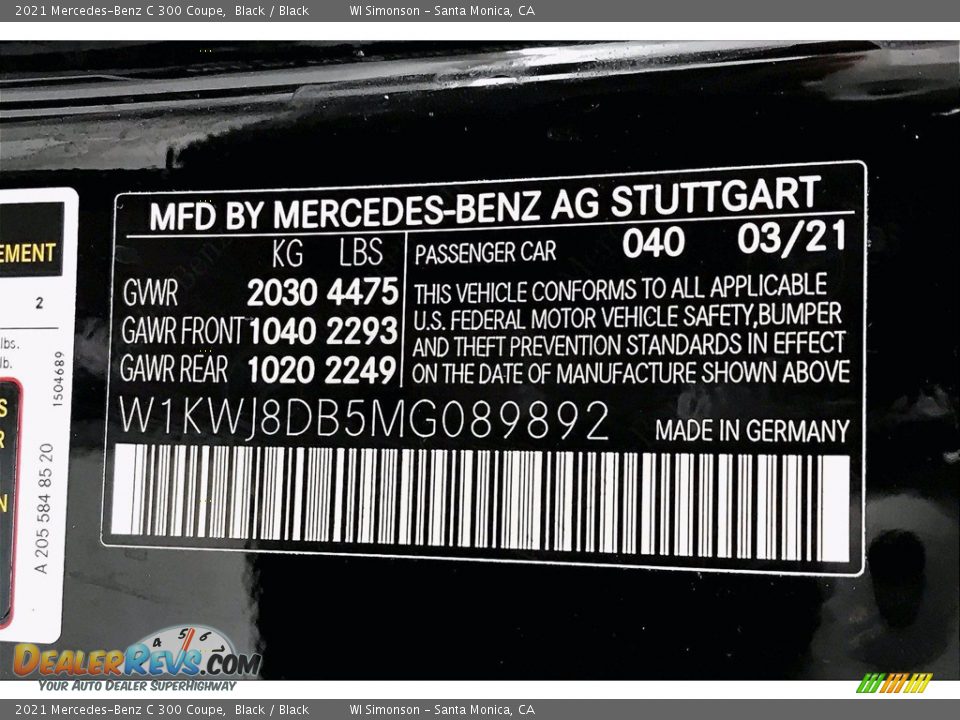 2021 Mercedes-Benz C 300 Coupe, Black / Black WI Simonson - Santa Monica, CA
MFD BY MERCEDES-BENZ AG STUTTGART
KG LBS
GVWR 2030 4475
GAWR FRONT 1040 2293
GAWR REAR 1020 2249
PASSENGER CAR 040 03/21
THIS VEHICLE CONFORMS TO ALL APPLICABLE
U.S. FEDERAL MOTOR VEHICLE SAFETY, BUMPER
AND THEFT PREVENTION STANDARDS IN EFFECT
ON THE DATE OF MANUFACTURE SHOWN ABOVE
W1KWJ8DB5MG089892 MADE IN GERMANY
EMENT
2
lbs.
lb.
1504689
S
R
N
A 205 584 85 20
4 5 6 7
DEALERREVS.COM
YOUR AUTO DEALER SUPERHIGHWAY
2021 Mercedes-Benz C 300 Coupe, Black / Black WI Simonson - Santa Monica, CA